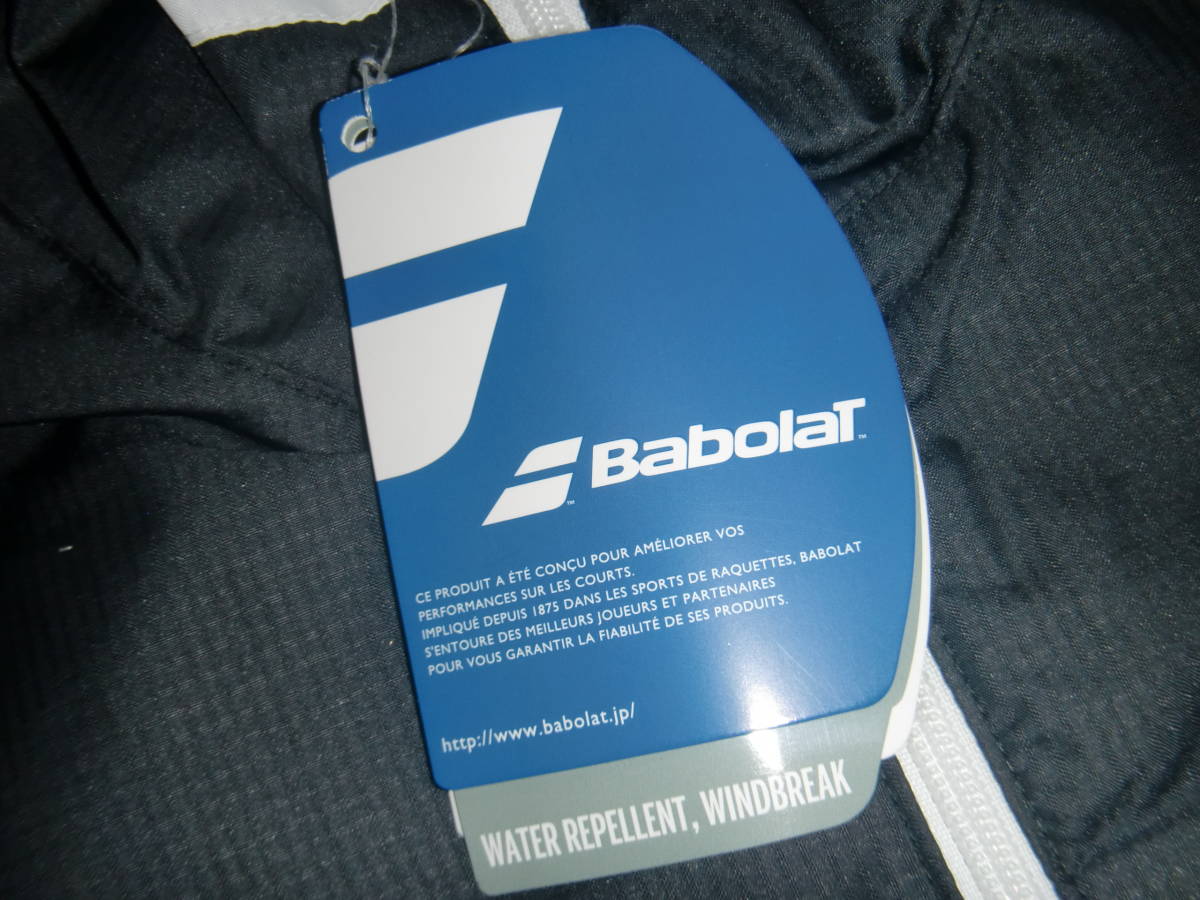 BabolaT™
™
CE PRODUIT A ÉTÉ CONÇU POUR AMÉLIORER VOS
PERFORMANCES SUR LES COURTS.
IMPLIQUÉ DEPUIS 1875 DANS LES SPORTS DE RAQUETTES, BABOLAT
S'ENTOURE DES MEILLEURS JOUEURS ET PARTENAIRES
POUR VOUS GARANTIR LA FIABILITÉ DE SES PRODUITS.
http://www.babolat.jp/
WATER REPELLENT, WINDBREAK